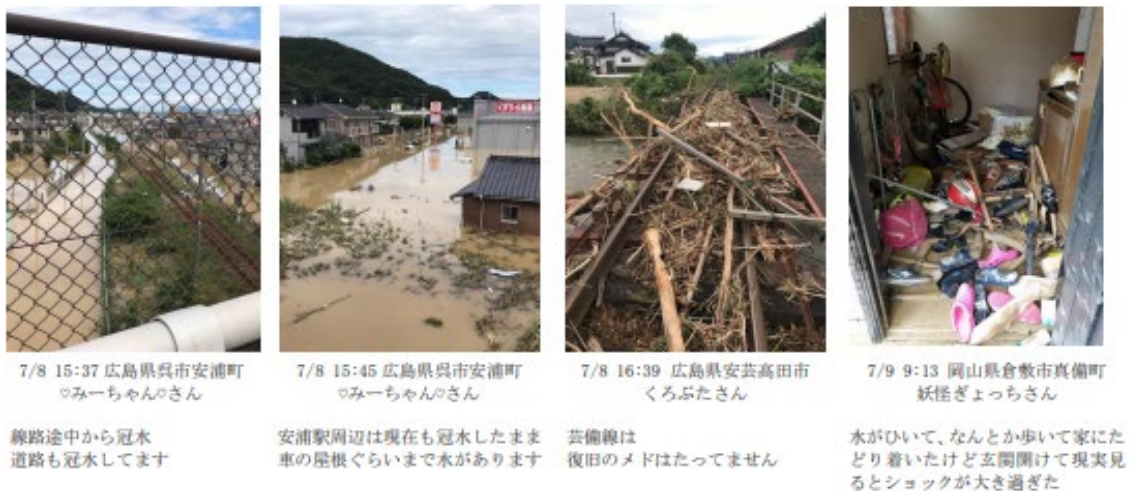 7/8 15:37 広島県呉市安浦町
♡みーちゃん♡さん
線路途中から冠水
道路も冠水してます
7/8 15:45 広島県呉市安浦町
♡みーちゃん♡さん
安浦駅周辺は現在も冠水したまま
車の屋根ぐらいまで水があります
7/8 16:39 広島県安芸高田市
くろぶたさん
芸備線は
復旧のメドはたってません
7/9 9:13 岡山県倉敷市真備町
妖怪ぎょっちさん
水がひいて、なんとか歩いて家にた
どり着いたけど玄関開けて現実見
るとショックが大き過ぎた